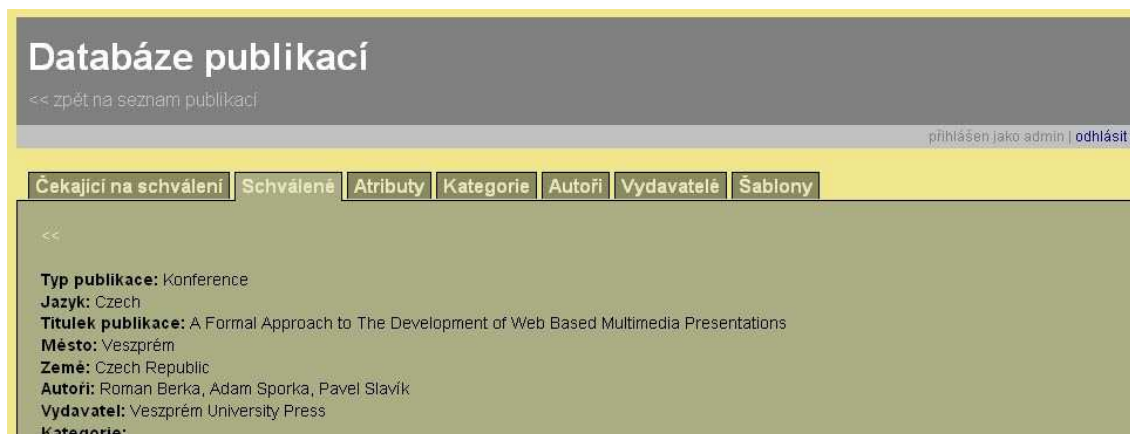 Databáze publikací
<< zpět na seznam publikací
přihlášen jako admin | odhlásit
Čekající na schválení Schválené Atributy Kategorie Autoři Vydavatelé Šablony
<<
Typ publikace: Konference
Jazyk: Czech
Titulek publikace: A Formal Approach to The Development of Web Based Multimedia Presentations
Město: Veszprém
Země: Czech Republic
Autoři: Roman Berka, Adam Sporka, Pavel Slavík
Vydavatel: Veszprém University Press
Kategorie: